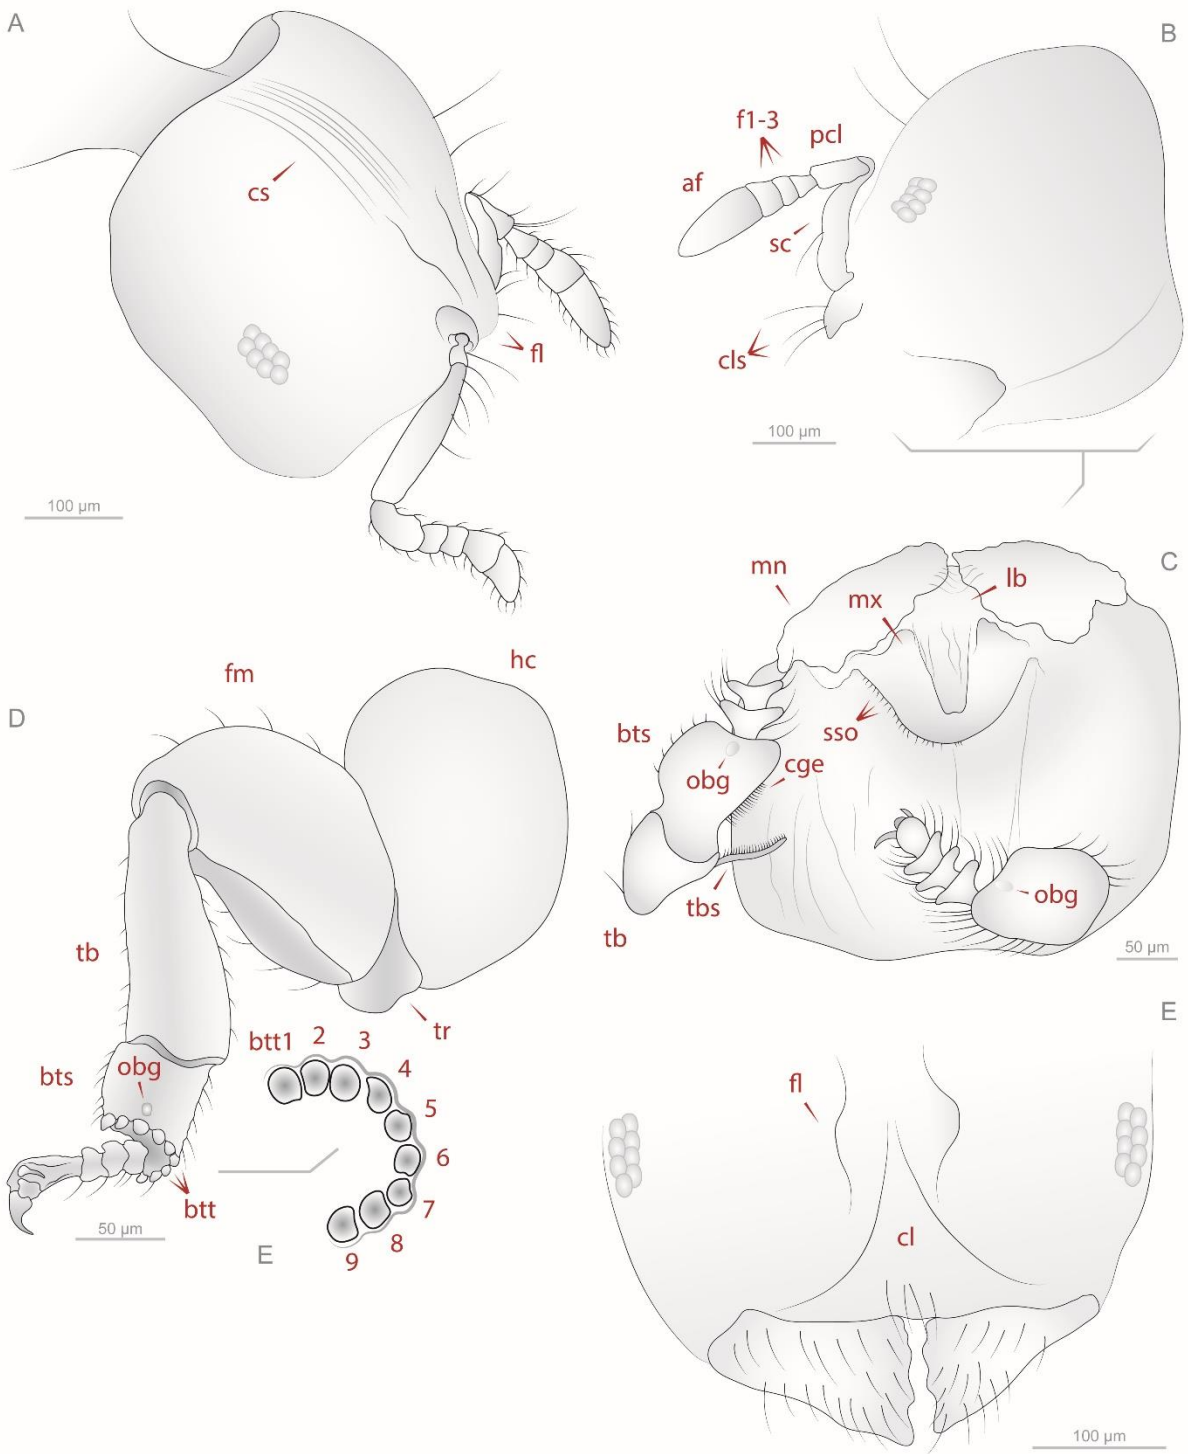 A
cs
fl
100 µm
B
f1-3
pcl
af
sc
cls
100 µm
C
mn
lb
mx
sso
bts
obg
cge
tbs
tb
obg
50 µm
D
fm
hc
tb
tr
bts
obg
btt
50 µm
E
btt1
2
3
4
5
6
7
8
9
E
fl
cl
100 µm